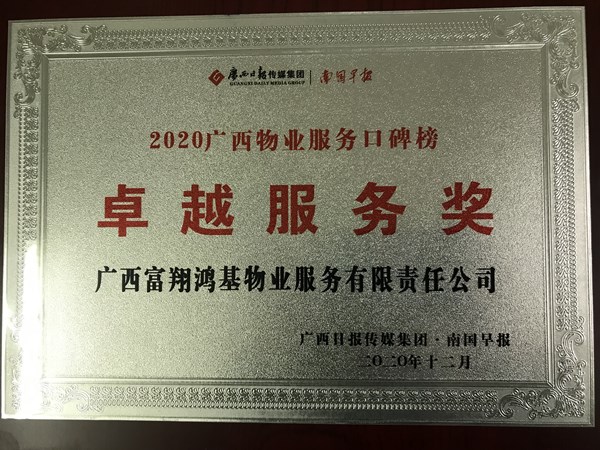 广西日报传媒集团 南国早报
GUANGXI DAILY MEDIA GROUP
2020广西物业服务口碑榜
卓越服务奖
广西富翔鸿基物业服务有限责任公司
广西日报传媒集团·南国早报
二〇二〇年十二月